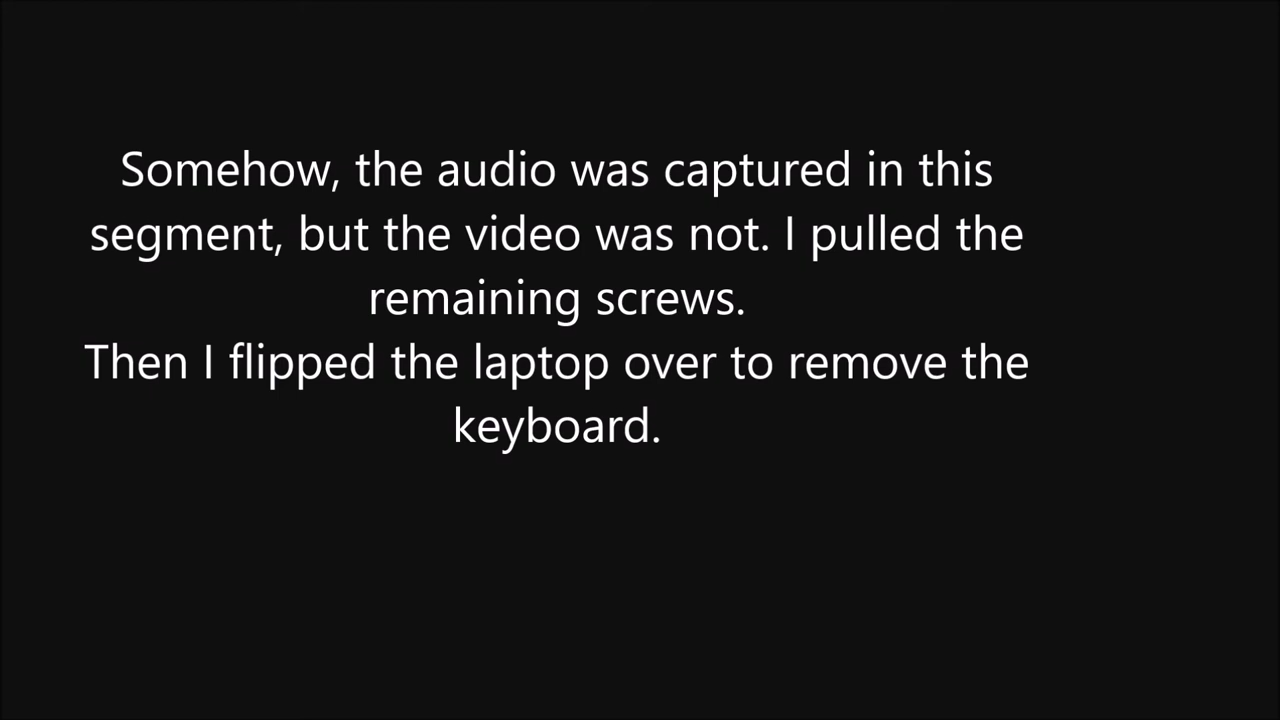 Somehow, the audio was captured in this
segment, but the video was not. I pulled the
remaining screws.
Then I flipped the laptop over to remove the
keyboard.